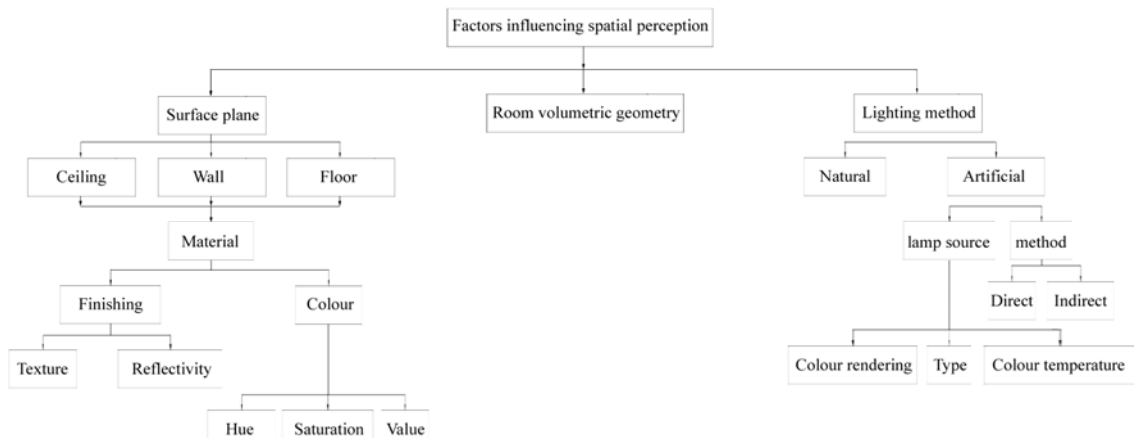 Factors influencing spatial perception
Surface plane
Room volumetric geometry
Lighting method
Ceiling
Wall
Floor
Natural
Artificial
Material
lamp source
method
Finishing
Colour
Direct
Indirect
Texture
Reflectivity
Colour rendering
Type
Colour temperature
Hue
Saturation
Value